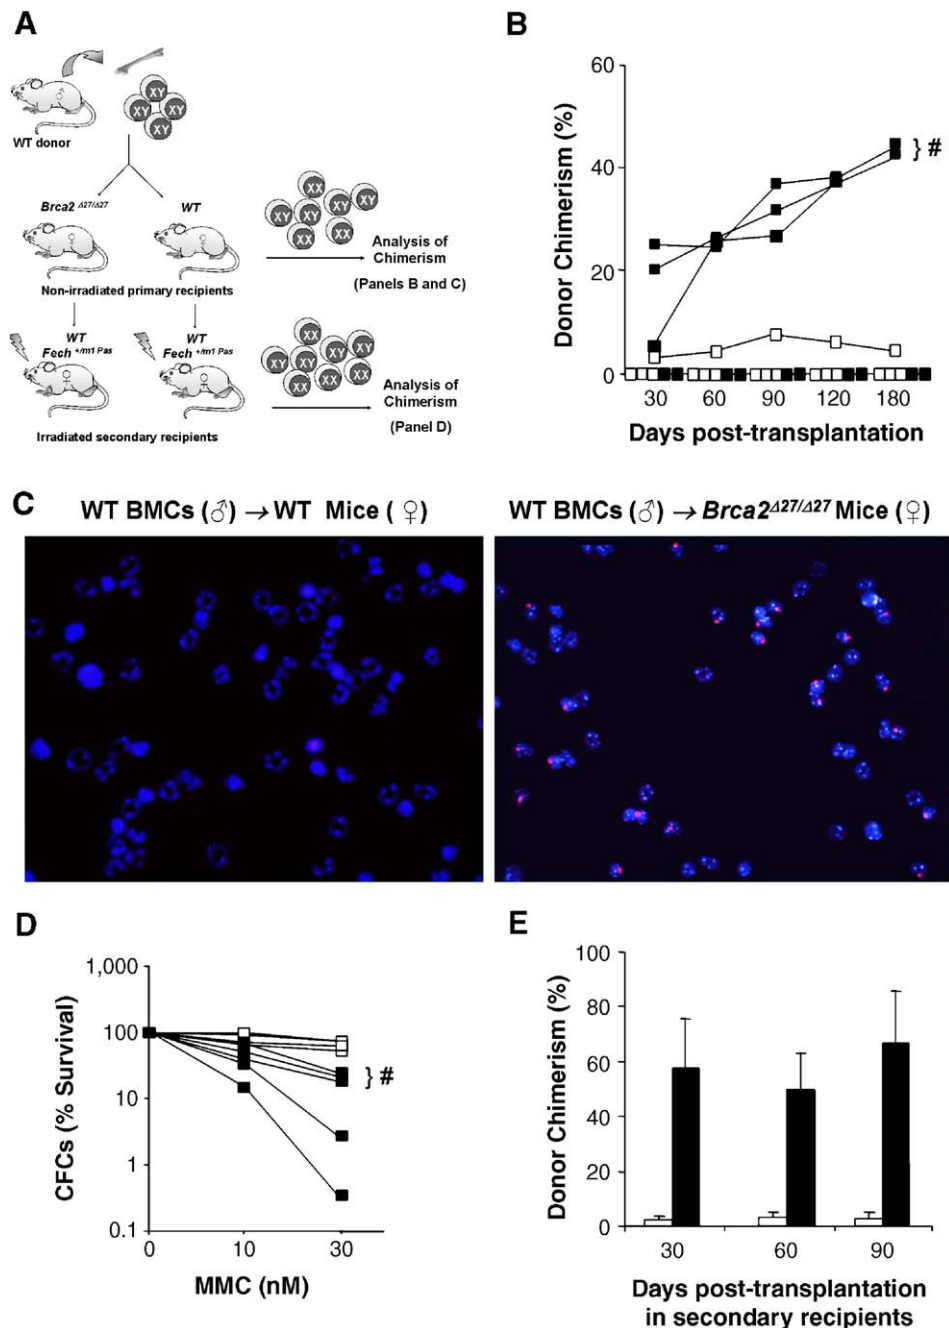 A
XY
XY
XY
XY
WT donor
Brca2 Δ27/Δ27
WT
XX
XY
XY
XY
XY
XX
XX
Analysis of
Chimerism
(Panels B and C)
Non-irradiated primary recipients
WT
Fech +/m1 Pas
WT
Fech +/m1 Pas
XX
XY
XY
XY
XY
XX
XX
XX
Analysis of
Chimerism
(Panel D)
Irradiated secondary recipients
B
60
40
20
0
} #
Donor Chimerism (%)
30 60 90 120 180
Days post-transplantation
C
WT BMCs (♂) → WT Mice (♀)
WT BMCs (♂) → Brca2Δ27/Δ27 Mice (♀)
D
1,000
100
10
1
0.1
} #
CFCs (% Survival)
0 10 30
MMC (nM)
E
100
80
60
40
20
0
Donor Chimerism (%)
30 60 90
Days post-transplantation
in secondary recipients